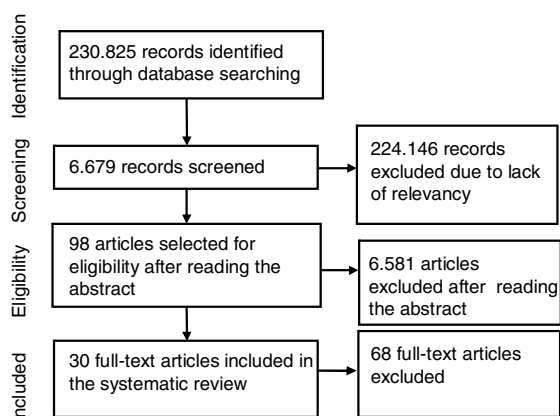 Identification
230.825 records identified
through database searching
Screening
6.679 records screened
224.146 records
excluded due to lack
of relevancy
Eligibility
98 articles selected for
eligibility after reading the
abstract
6.581 articles
excluded after reading
the abstract
ncluded
30 full-text articles included in
the systematic review
68 full-text articles
excluded